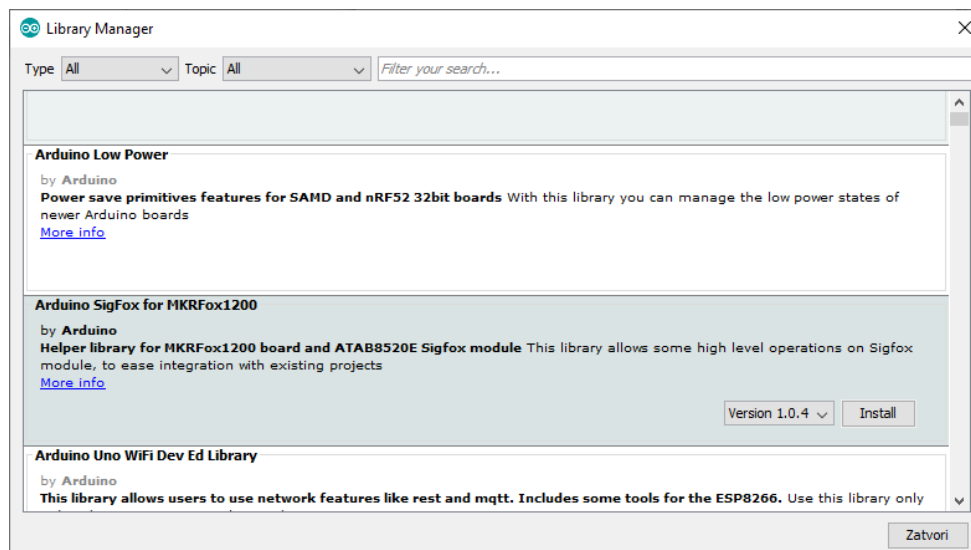 Library Manager
Type All Topic All Filter your search...
Arduino Low Power
by Arduino
Power save primitives features for SAMD and nRF52 32bit boards With this library you can manage the low power states of
newer Arduino boards
More info
Arduino SigFox for MKRFox1200
by Arduino
Helper library for MKRFox1200 board and ATAB8520E Sigfox module This library allows some high level operations on Sigfox
module, to ease integration with existing projects
More info
Version 1.0.4 Install
Arduino Uno WiFi Dev Ed Library
by Arduino
This library allows users to use network features like rest and mqtt. Includes some tools for the ESP8266. Use this library only
Zatvori